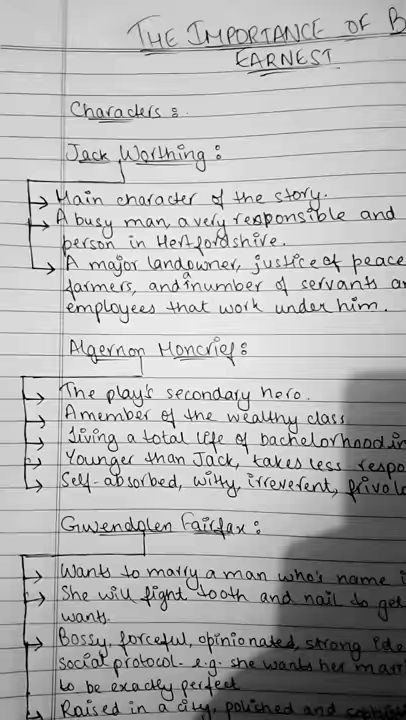 THE IMPORTANCE OF B
EARNEST
Characters :
Jack Worthing :
Main character of the story.
A busy man, a very responsible and
person in Hertfordshire.
A major landowner, justice of peace
farmers, and a number of servants
employees that work under him.
Algernon Moncrief :
The play's secondary hero.
A member of the wealthy class
Living a total life of bachelorhood in
Younger than Jack, takes less respo
Self-absorbed, witty, irreverent, frivol
Gwendolen Fairfax :
Wants to marry a man who's name i
She will fight tooth and nail to get
wants.
Bossy, forceful, opinionated, strong ide
social protocol. e.g. she wants her marr
to be exactly perfect
Raised in a city, polished and